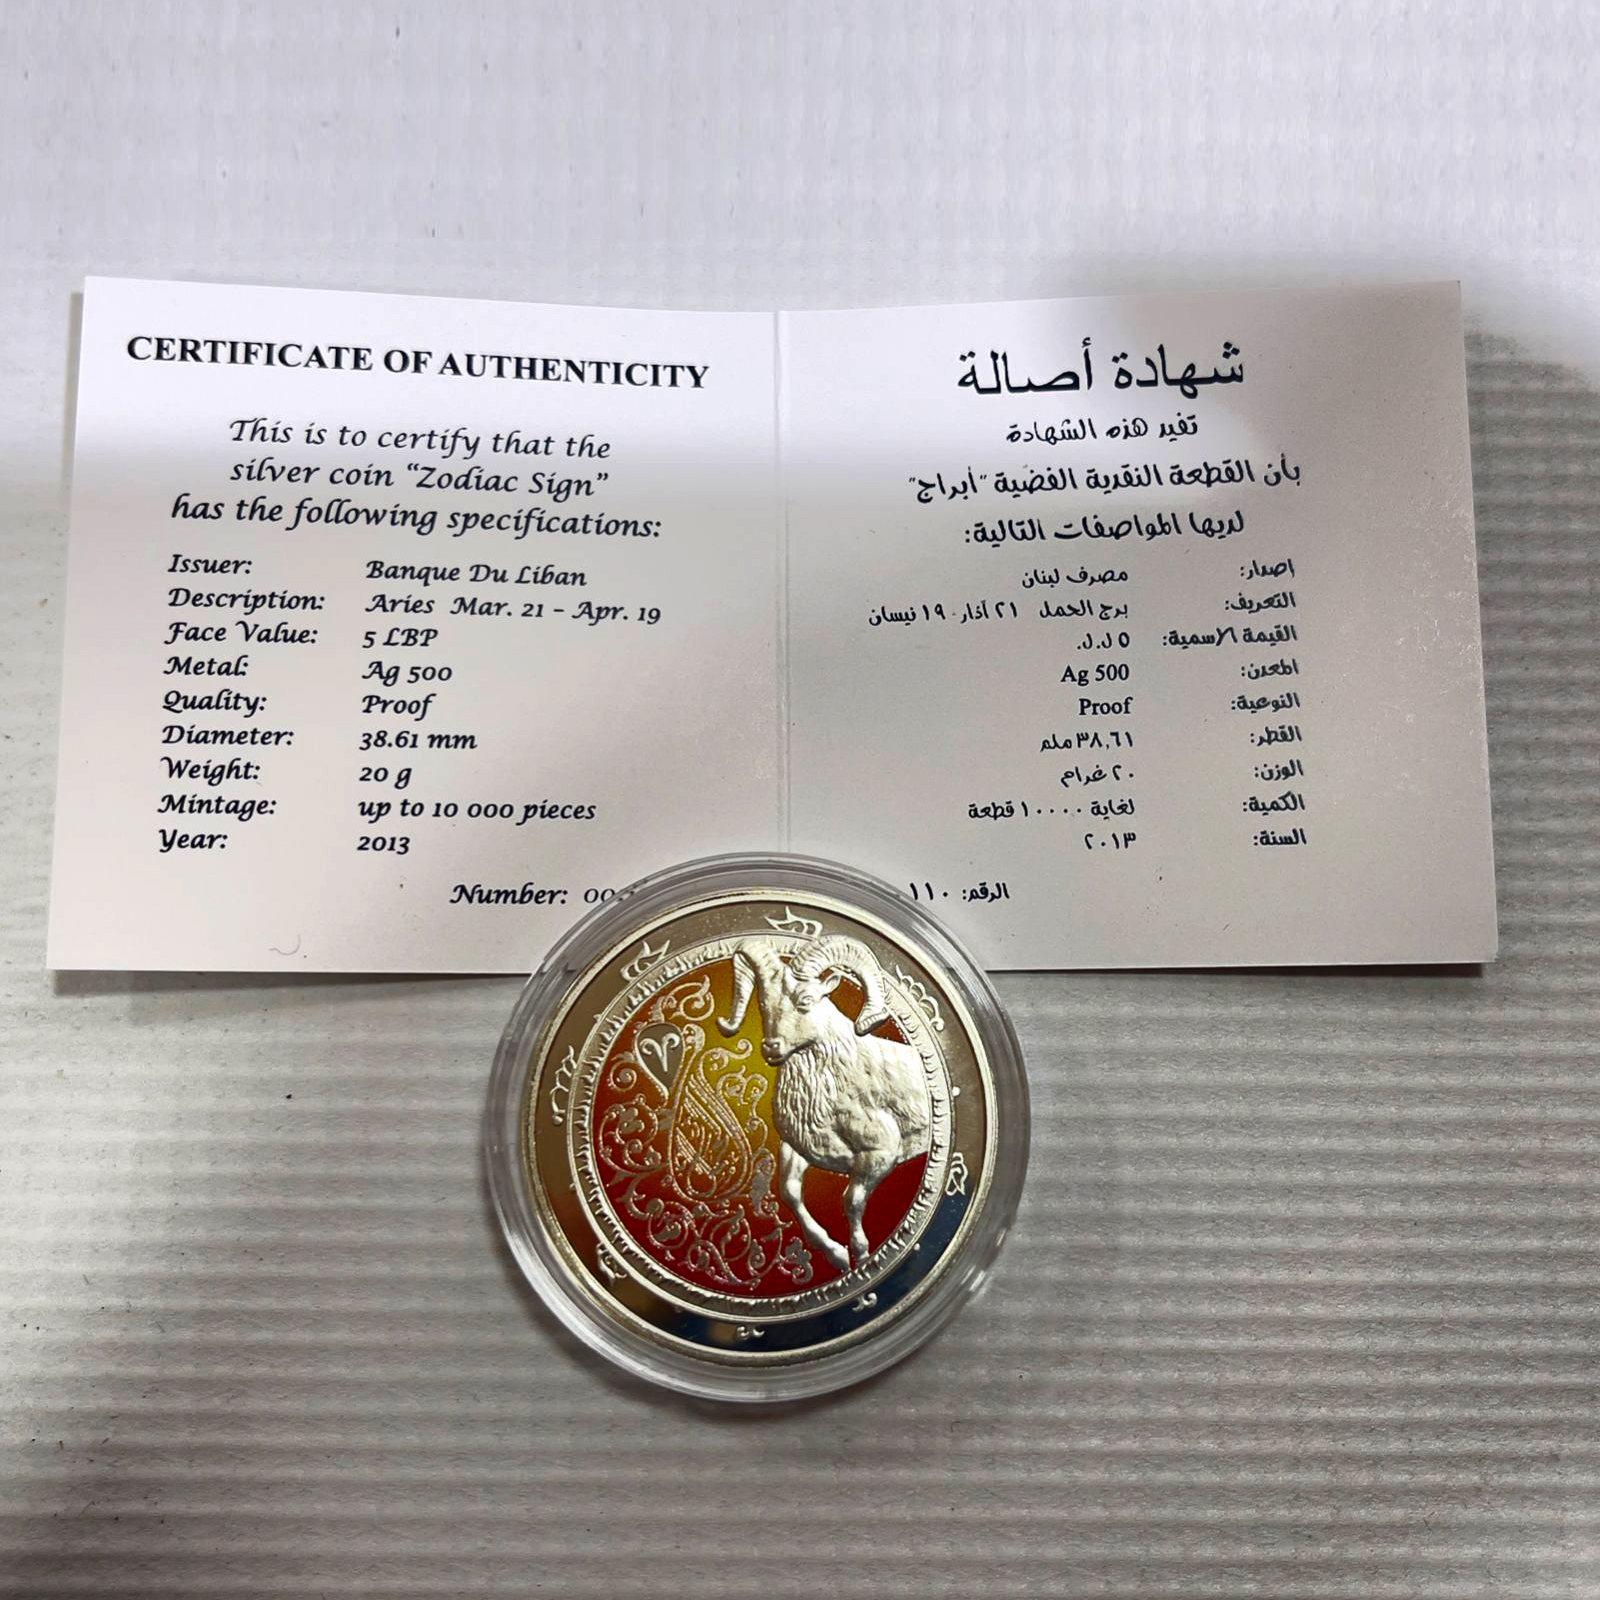 CERTIFICATE OF AUTHENTICITY
This is to certify that the
silver coin “Zodiac Sign”
has the following specifications:
Issuer: Banque Du Liban
Description: Aries Mar. 21 – Apr. 19
Face Value: 5 LBP
Metal: Ag 500
Quality: Proof
Diameter: 38.61 mm
Weight: 20 g
Mintage: up to 10 000 pieces
Year: 2013
Number: 00
شهادة أصالة
تفيد هذه الشهادة
بأن القطعة النقدية الفضية "أبراج"
لديها المواصفات التالية:
إصدار: مصرف لبنان
التعريف: برج الحمل ٢١ آذار - ١٩ نيسان
القيمة الاسمية: ٥ ل.ل.
المعدن: Ag 500
النوعية: Proof
القطر: ٣٨,٦١ ملم
الوزن: ٢٠ غرام
الكمية: لغاية ١٠٠٠٠ قطعة
السنة: ٢٠١٣
الرقم: ١١٠